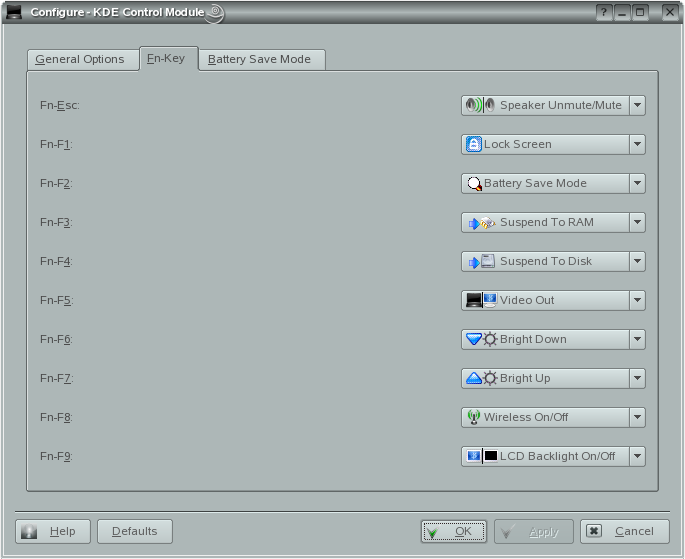 Configure - KDE Control Module
General Options Fn-Key Battery Save Mode
Fn-Esc: Speaker Unmute/Mute
Fn-F1: Lock Screen
Fn-F2: Battery Save Mode
Fn-F3: Suspend To RAM
Fn-F4: Suspend To Disk
Fn-F5: Video Out
Fn-F6: Bright Down
Fn-F7: Bright Up
Fn-F8: Wireless On/Off
Fn-F9: LCD Backlight On/Off
Help Defaults OK Apply Cancel